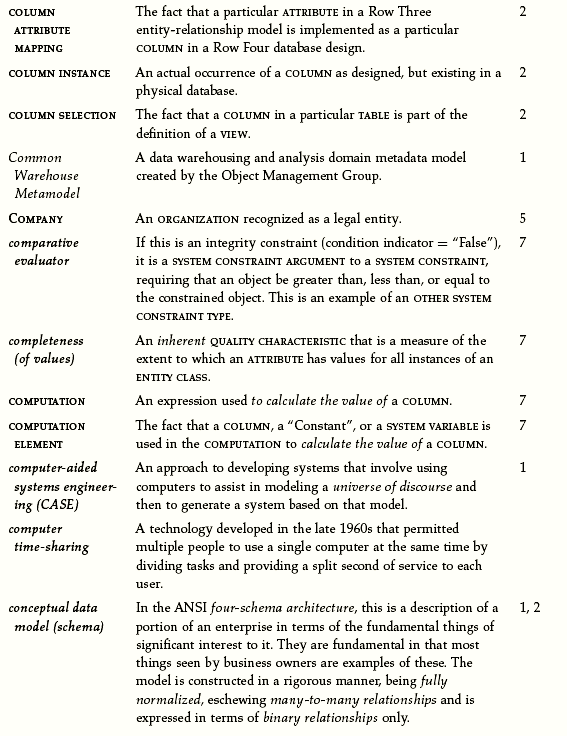 COLUMN The fact that a particular ATTRIBUTE in a Row Three 2
ATTRIBUTE entity-relationship model is implemented as a particular
MAPPING COLUMN in a Row Four database design.
COLUMN INSTANCE An actual occurrence of a COLUMN as designed, but existing in a 2
physical database.
COLUMN SELECTION The fact that a COLUMN in a particular TABLE is part of the 2
definition of a VIEW.
Common A data warehousing and analysis domain metadata model 1
Warehouse created by the Object Management Group.
Metamodel
COMPANY An ORGANIZATION recognized as a legal entity. 5
comparative If this is an integrity constraint (condition indicator = “False”), 7
evaluator it is a SYSTEM CONSTRAINT ARGUMENT to a SYSTEM CONSTRAINT,
requiring that an object be greater than, less than, or equal to
the constrained object. This is an example of an OTHER SYSTEM
CONSTRAINT TYPE.
completeness An inherent QUALITY CHARACTERISTIC that is a measure of the 7
(of values) extent to which an ATTRIBUTE has values for all instances of an
ENTITY CLASS.
COMPUTATION An expression used to calculate the value of a COLUMN. 7
COMPUTATION The fact that a COLUMN, a “Constant”, or a SYSTEM VARIABLE is 7
ELEMENT used in the COMPUTATION to calculate the value of a COLUMN.
computer-aided An approach to developing systems that involve using 1
systems engineer- computers to assist in modeling a universe of discourse and
ing (CASE) then to generate a system based on that model.
computer A technology developed in the late 1960s that permitted
time-sharing multiple people to use a single computer at the same time by
dividing tasks and providing a split second of service to each
user.
conceptual data In the ANSI four-schema architecture, this is a description of a 1, 2
model (schema) portion of an enterprise in terms of the fundamental things of
significant interest to it. They are fundamental in that most
things seen by business owners are examples of these. The
model is constructed in a rigorous manner, being fully
normalized, eschewing many-to-many relationships and is
expressed in terms of binary relationships only.